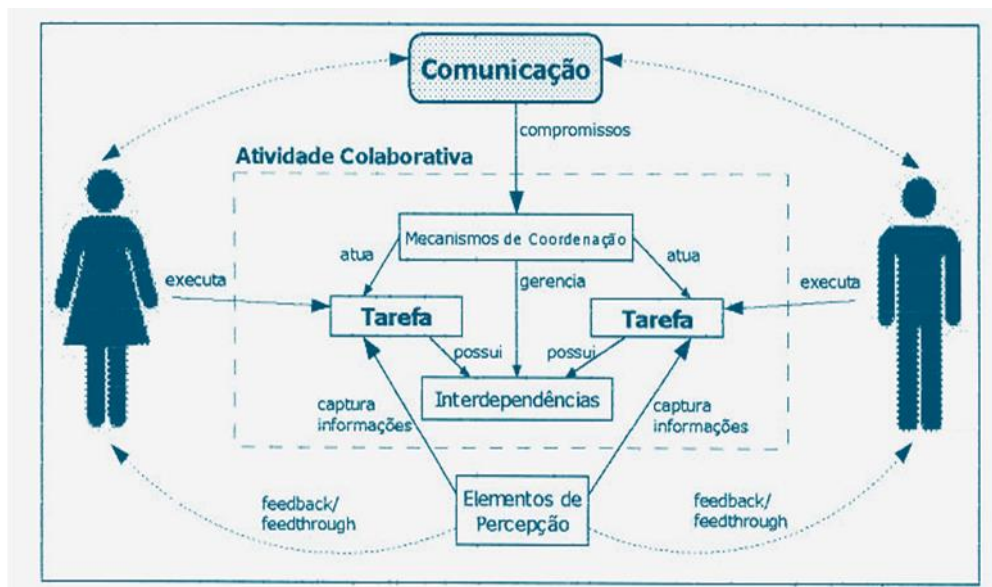 Comunicação
compromissos
Atividade Colaborativa
Mecanismos de Coordenação
atua
atua
gerencia
executa
executa
Tarefa
Tarefa
possui
possui
Interdependências
captura
informações
captura
informações
Elementos de
Percepção
feedback/
feedthrough
feedback/
feedthrough